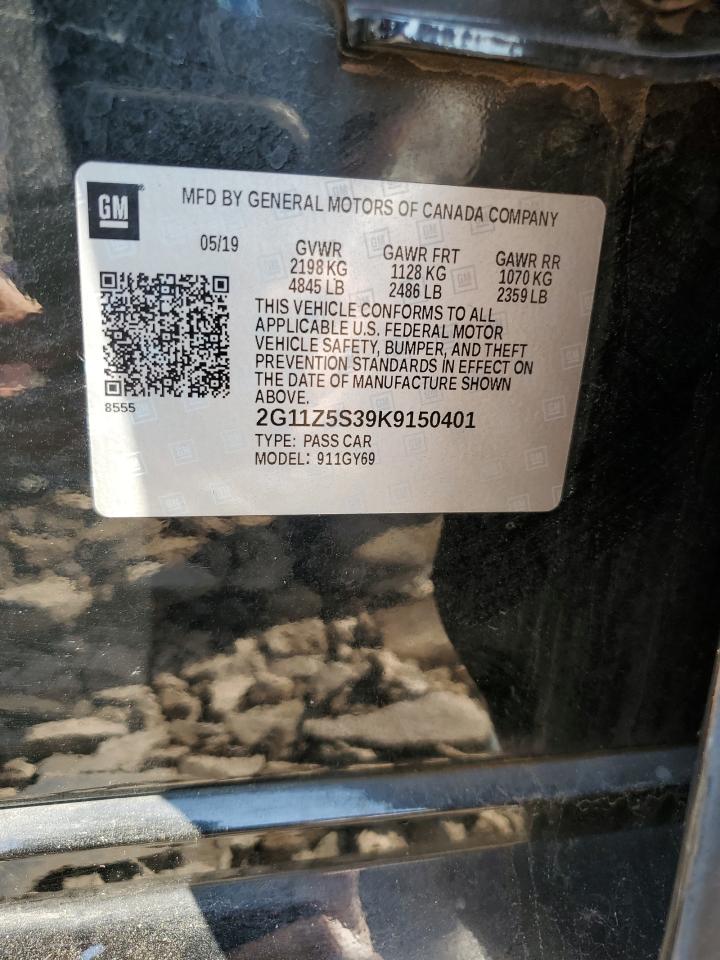 GM
MFD BY GENERAL MOTORS OF CANADA COMPANY
05/19 GVWR GAWR FRT GAWR RR
2198 KG 1128 KG 1070 KG
4845 LB 2486 LB 2359 LB
THIS VEHICLE CONFORMS TO ALL
APPLICABLE U.S. FEDERAL MOTOR
VEHICLE SAFETY, BUMPER, AND THEFT
PREVENTION STANDARDS IN EFFECT ON
THE DATE OF MANUFACTURE SHOWN
ABOVE.
8555
2G11Z5S39K9150401
TYPE: PASS CAR
MODEL: 911GY69